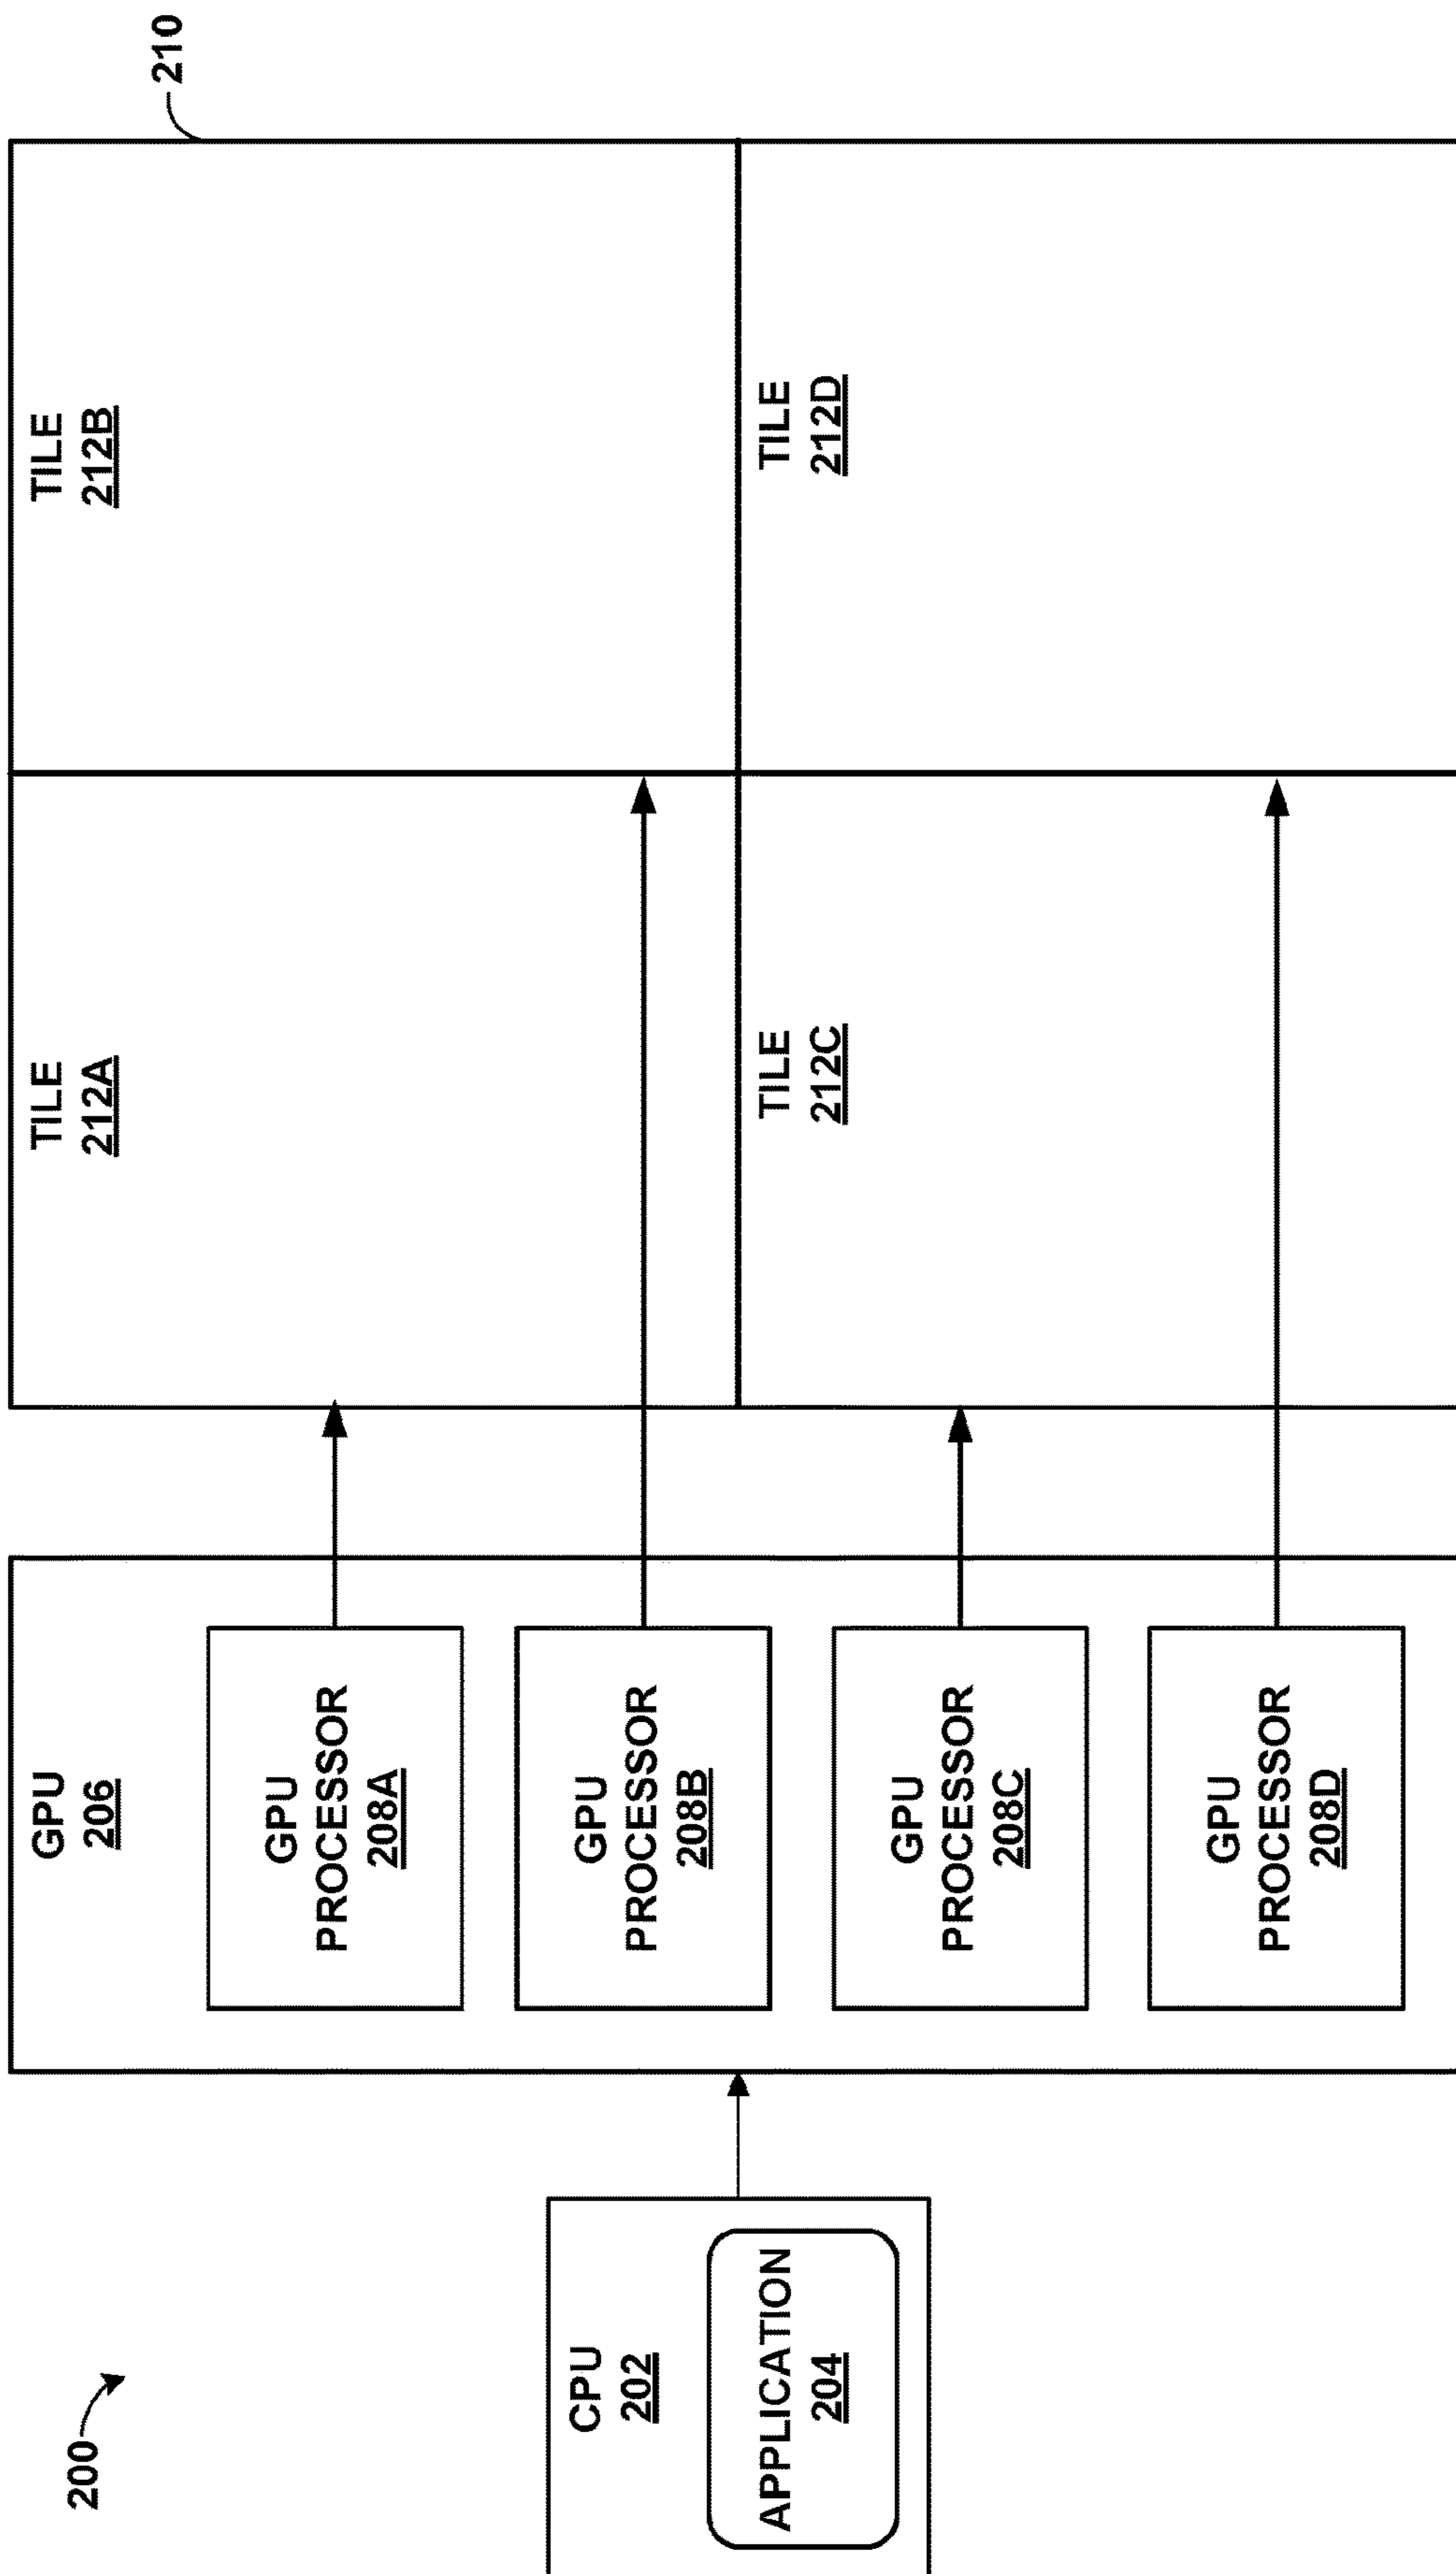 200
CPU
202
APPLICATION
204
GPU
206
GPU
PROCESSOR
208A
GPU
PROCESSOR
208B
GPU
PROCESSOR
208C
GPU
PROCESSOR
208D
210
TILE
212A
TILE
212B
TILE
212C
TILE
212D